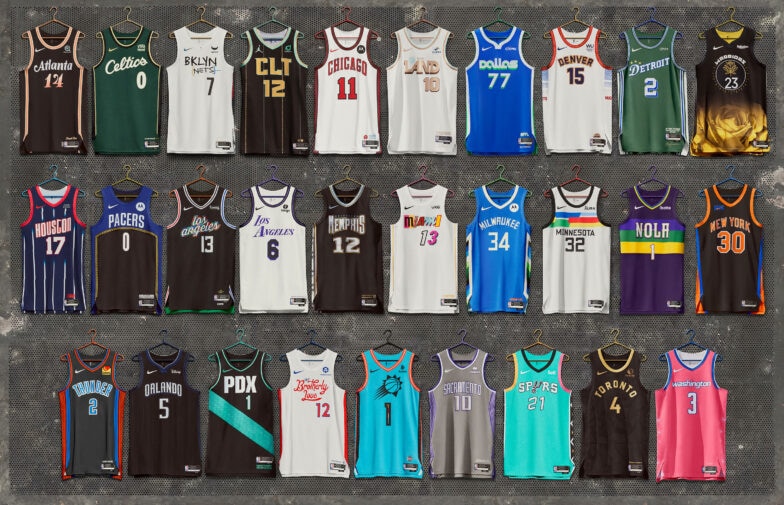 Atlanta
Celtics
0
BKLYN
NETS
7
CLT
12
CHICAGO
11
LAND
10
Dallas
77
DENVER
15
DETROIT
2
WARRIORS
23
HOUSTON
17
PACERS
0
los
angeles
13
Los
ANGELES
6
MEMPHIS
12
MIAMI
13
MILWAUKEE
34
MINNESOTA
32
NOLA
1
NEW YORK
30
THUNDER
2
ORLANDO
5
PDX
1
Brotherly
Love
12
1
SACRAMENTO
10
SPURS
21
TORONTO
4
washington
3